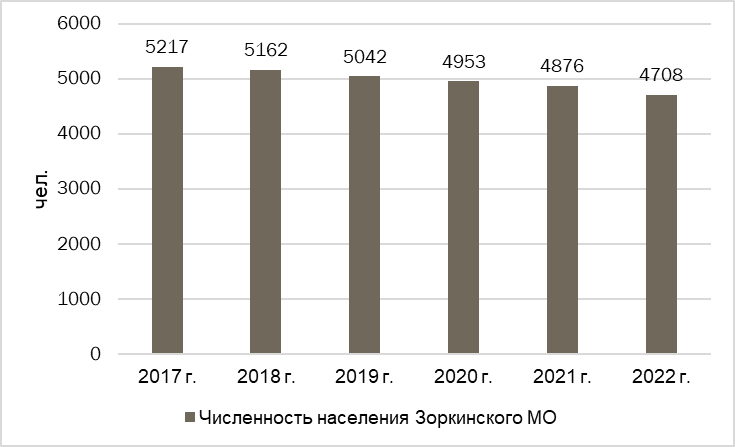 6000
5217
5162
5042
4953
4876
4708
5000
4000
3000
2000
1000
0
чел.
2017 г.
2018 г.
2019 г.
2020 г.
2021 г.
2022 г.
Численность населения Зоркинского МО